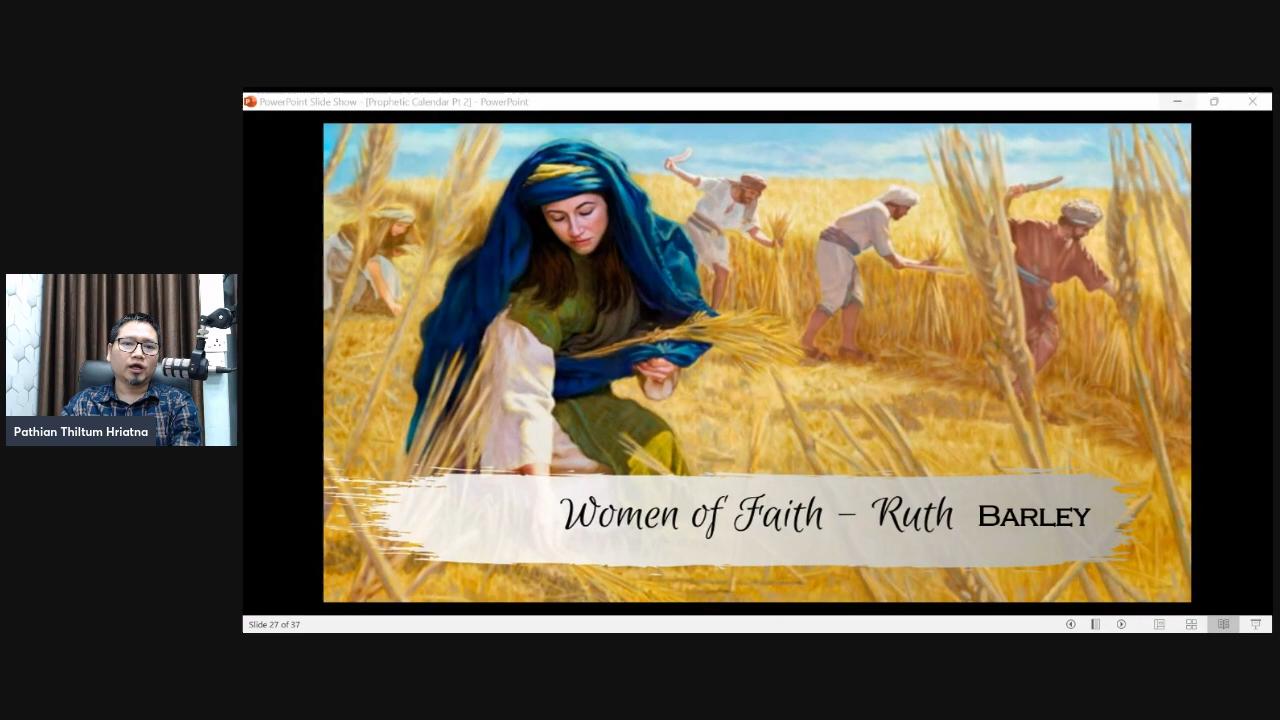 PowerPoint Slide Show - [Prophetic Calendar Pt 2] - PowerPoint
Pathian Thiltum Hriatna
Women of Faith – Ruth BARLEY
Slide 27 of 37